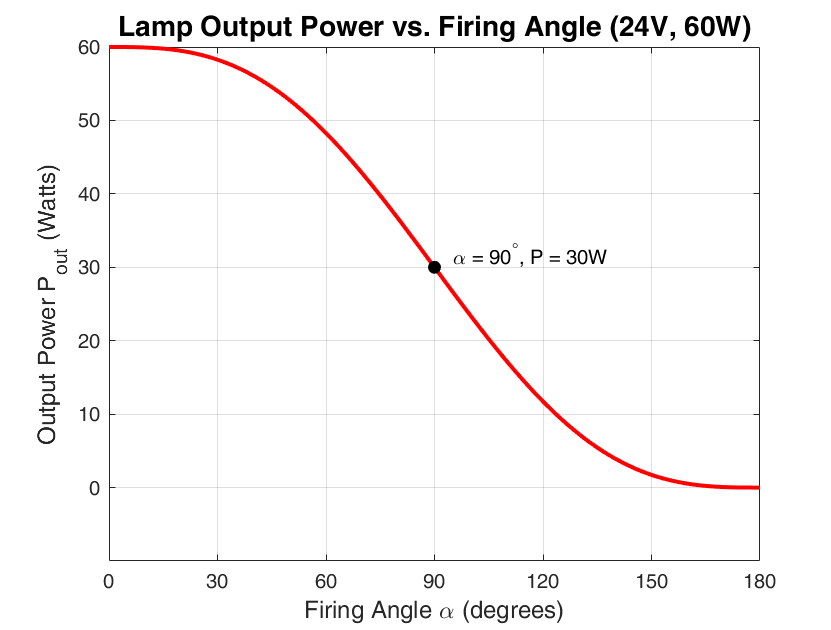 Lamp Output Power vs. Firing Angle (24V, 60W)
60
50
40
30
20
10
0
Output Power P_out (Watts)
α = 90°, P = 30W
0 30 60 90 120 150 180
Firing Angle α (degrees)